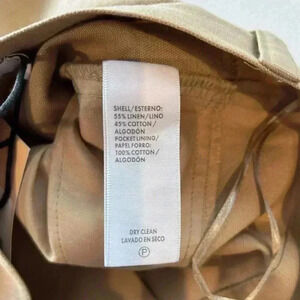 SHELL/ESTERNO:
55% LINEN/LINO
45% COTTON/
ALGODÓN
POCKET LINING/
PAPEL FORRO:
100% COTTON/
ALGODÓN
DRY CLEAN
LAVADO EN SECO
P